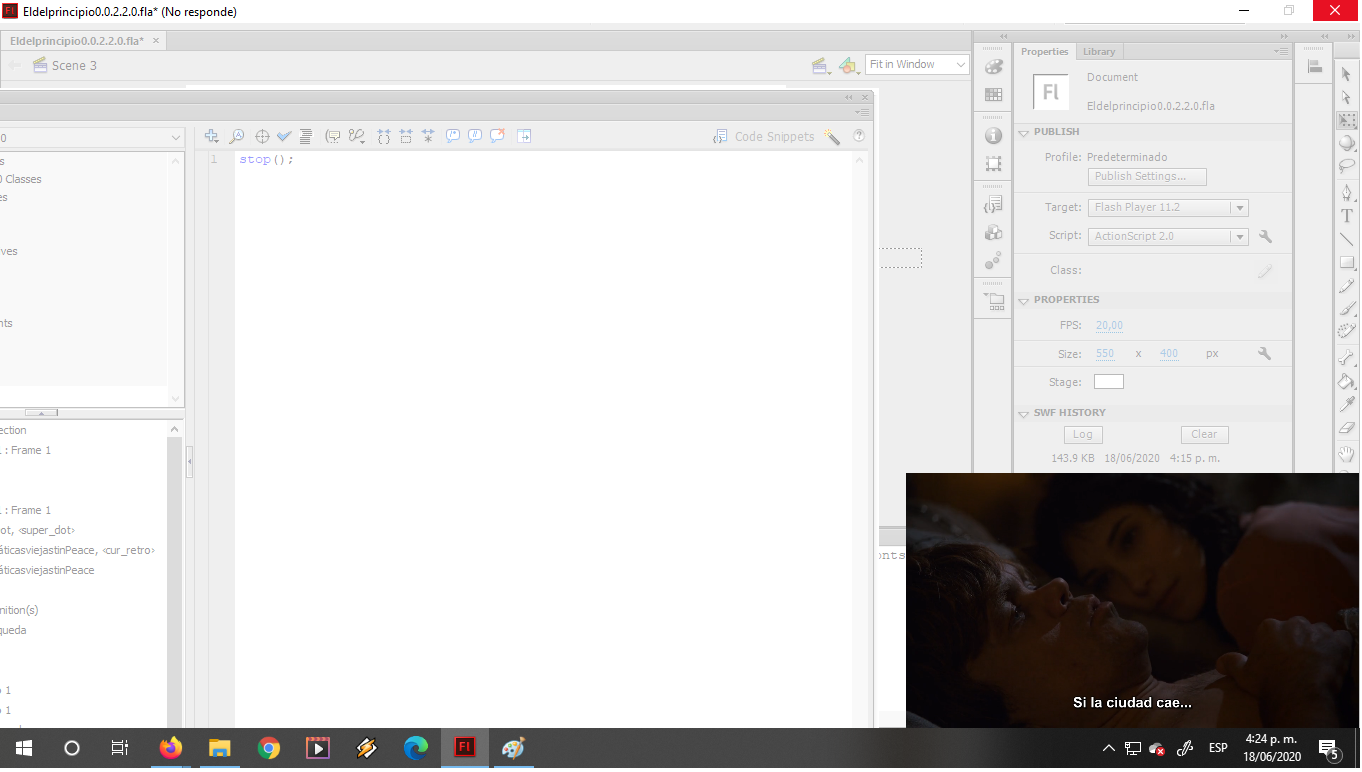 Fl Eldelprincipio0.0.2.2.0.fla* (No responde)
Eldelprincipio0.0.2.2.0.fla* ×
Scene 3
Fit in Window
0
s
Classes
es
ves
nts
ection
: Frame 1
: Frame 1
ot, <super_dot>
áticasviejastinPeace, <cur_retro>
áticasviejastinPeace
nition(s)
queda
o 1
o 1
Code Snippets
1 stop();
Properties Library
Fl
Document
Eldelprincipio0.0.2.2.0.fla
PUBLISH
Profile: Predeterminado
Publish Settings...
Target: Flash Player 11.2
Script: ActionScript 2.0
Class:
PROPERTIES
FPS: 20,00
Size: 550 x 400 px
Stage:
SWF HISTORY
Log Clear
143.9 KB 18/06/2020 4:15 p. m.
onts
Si la ciudad cae...
Fl
ESP
4:24 p. m.
18/06/2020
5